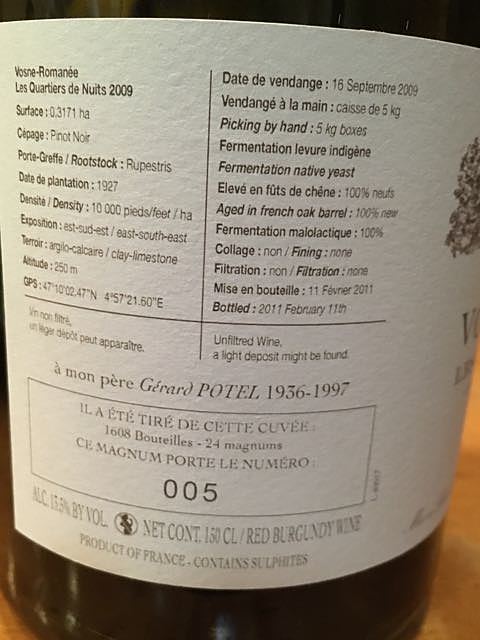 Vosne-Romanée
Les Quartiers de Nuits 2009
Surface : 0,3171 ha
Cépage : Pinot Noir
Porte-Greffe / Rootstock : Rupestris
Date de plantation : 1927
Densité / Density : 10 000 pieds/feet / ha
Exposition : est-sud-est / east-south-east
Terroir : argilo-calcaire / clay-limestone
Altitude : 250 m
GPS : 47°10'02.47"N 4°57'21.60"E
Vin non filtré,
un léger dépôt peut apparaître.
Date de vendange : 16 Septembre 2009
Vendangé à la main : caisse de 5 kg
Picking by hand : 5 kg boxes
Fermentation levure indigène
Fermentation native yeast
Elevé en fûts de chêne : 100% neufs
Aged in french oak barrel : 100% new
Fermentation malolactique : 100%
Collage : non / Fining : none
Filtration : non / Filtration : none
Mise en bouteille : 11 Février 2011
Bottled : 2011 February 11th
Unfiltred Wine,
a light deposit might be found.
à mon père Gérard POTEL 1936-1997
IL A ÉTÉ TIRÉ DE CETTE CUVÉE :
1608 Bouteilles - 24 magnums
CE MAGNUM PORTE LE NUMÉRO :
005
ALC. 13,5% BY VOL. NET CONT. 150 CL / RED BURGUNDY WINE
PRODUCT OF FRANCE - CONTAINS SULPHITES